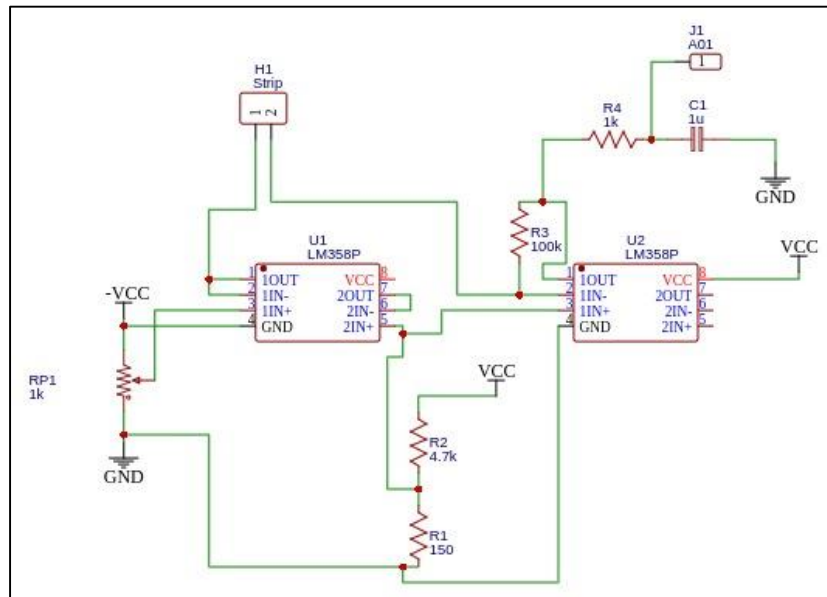 J1
A01
1
H1
Strip
1
2
R4
1k
C1
1u
GND
R3
100k
U1
LM358P
1 1OUT VCC 8
2 1IN- 2OUT 7
3 1IN+ 2IN- 6
4 GND 2IN+ 5
U2
LM358P
1 1OUT VCC 8
2 1IN- 2OUT 7
3 1IN+ 2IN- 6
4 GND 2IN+ 5
VCC
-VCC
RP1
1k
GND
VCC
R2
4.7k
R1
150